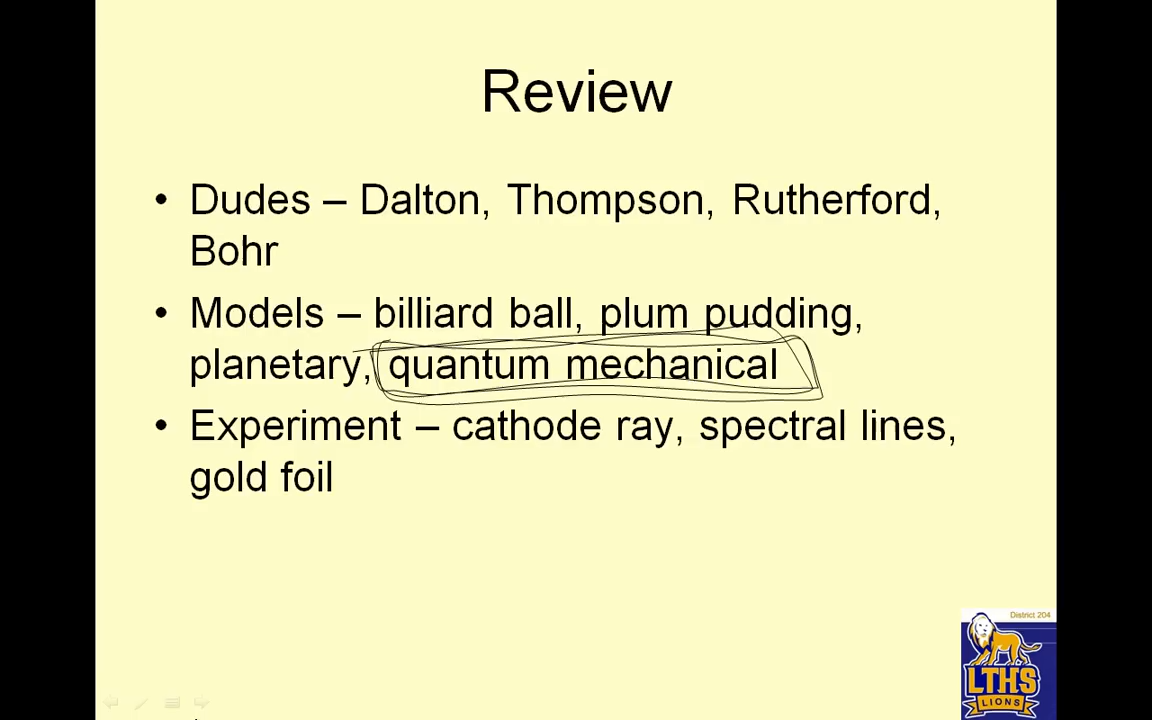 Review
• Dudes – Dalton, Thompson, Rutherford,
Bohr
• Models – billiard ball, plum pudding,
planetary, quantum mechanical
• Experiment – cathode ray, spectral lines,
gold foil
District 204
LTHS
LIONS